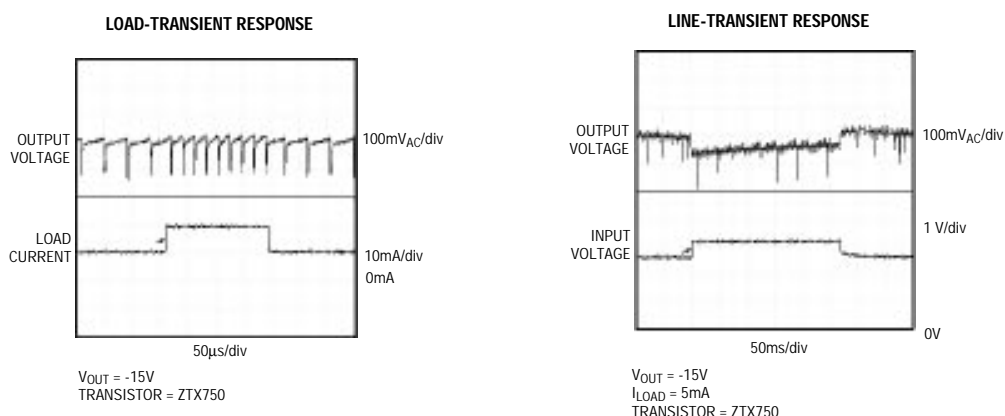 LOAD-TRANSIENT RESPONSE
OUTPUT
VOLTAGE
100mVAC/div
LOAD
CURRENT
10mA/div
0mA
50µs/div
VOUT = -15V
TRANSISTOR = ZTX750
LINE-TRANSIENT RESPONSE
OUTPUT
VOLTAGE
100mVAC/div
INPUT
VOLTAGE
1 V/div
0V
50ms/div
VOUT = -15V
ILOAD = 5mA
TRANSISTOR = ZTX750